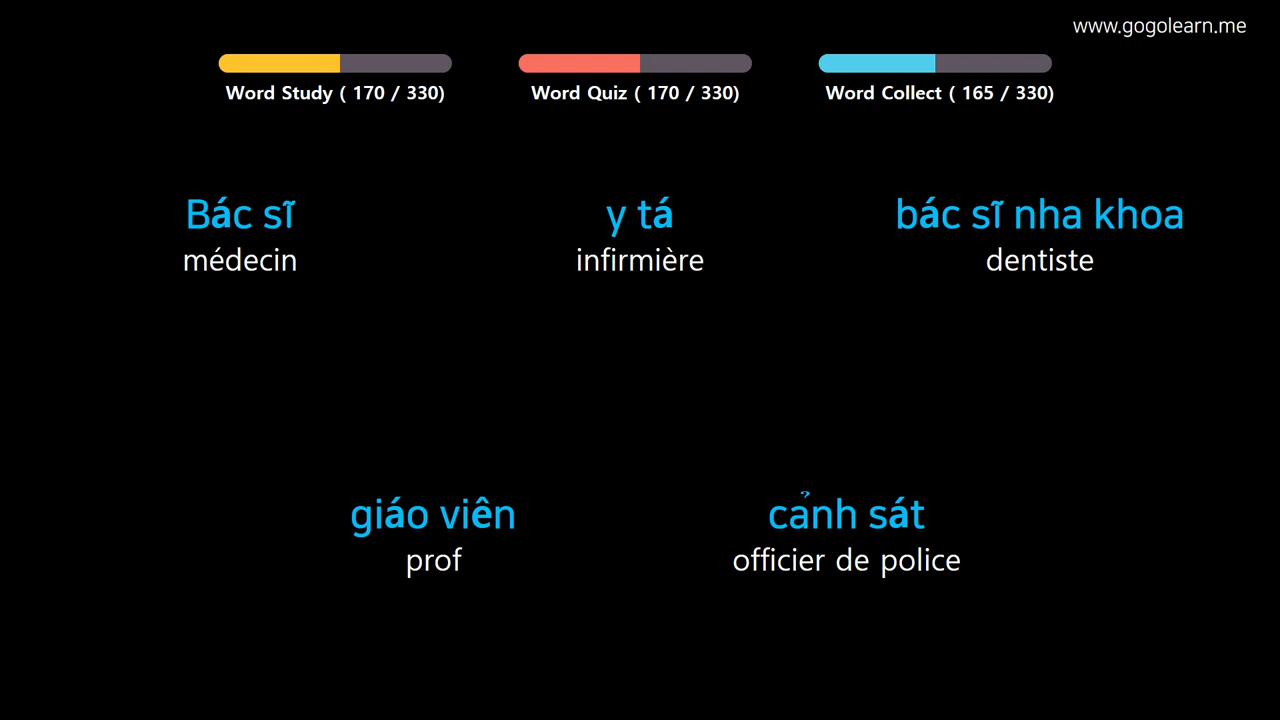 www.gogolearn.me
Word Study ( 170 / 330)
Word Quiz ( 170 / 330)
Word Collect ( 165 / 330)
Bác sĩ
médecin
y tá
infirmière
bác sĩ nha khoa
dentiste
giáo viên
prof
cảnh sát
officier de police